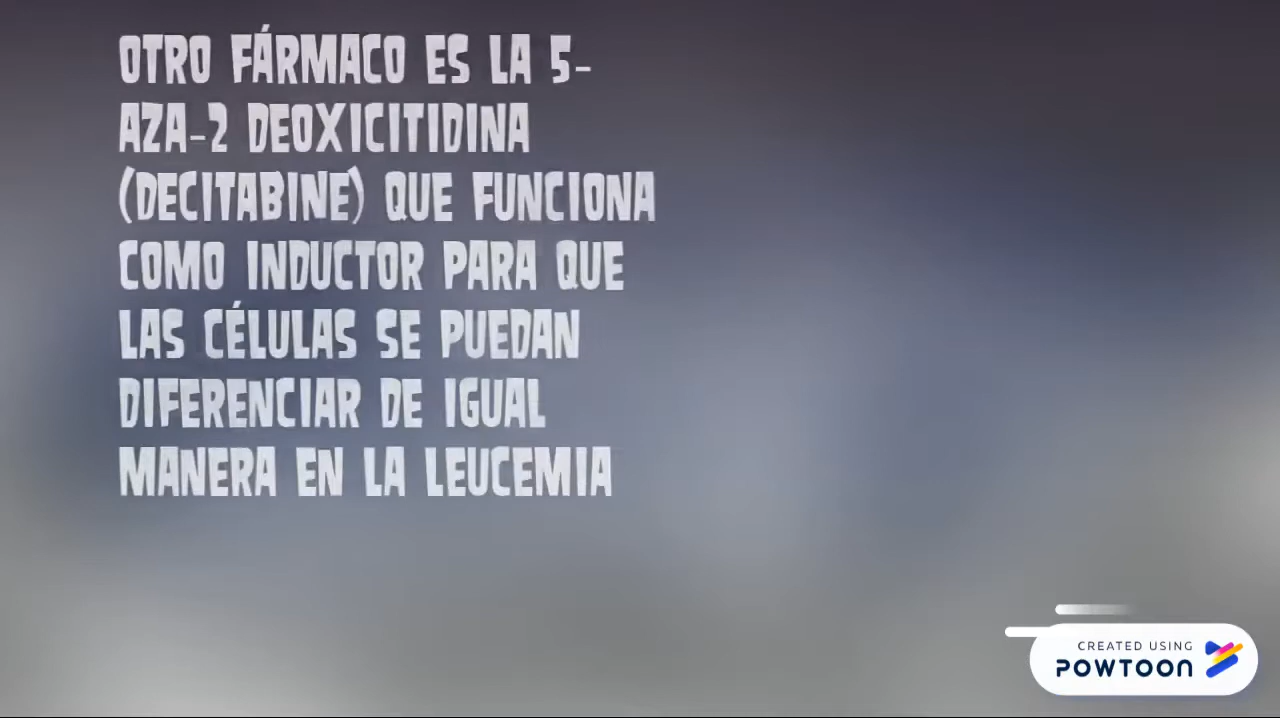 OTRO FÁRMACO ES LA 5-
AZA-2 DEOXICITIDINA
(DECITABINE) QUE FUNCIONA
COMO INDUCTOR PARA QUE
LAS CÉLULAS SE PUEDAN
DIFERENCIAR DE IGUAL
MANERA EN LA LEUCEMIA
CREATED USING
POWTOON